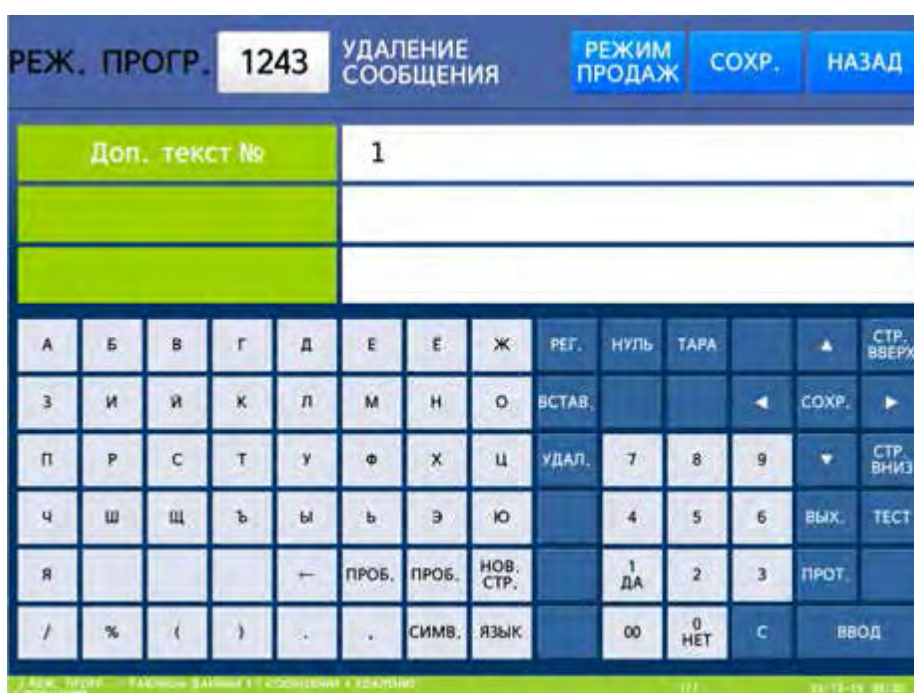 РЕЖ. ПРОГР. 1243 УДАЛЕНИЕ СООБЩЕНИЯ РЕЖИМ ПРОДАЖ СОХР. НАЗАД
Доп. текст № 1
А Б В Г Д Е Ё Ж РЕГ. НУЛЬ ТАРА ▲ СТР. ВВЕРХ
З И Й К Л М Н О ВСТАВ. ◄ СОХР. ►
П Р С Т У Ф Х Ц УДАЛ. 7 8 9 ▼ СТР. ВНИЗ
Ч Ш Щ Ъ Ы Ь Э Ю 4 5 6 ВЫХ. ТЕСТ
Я ← ПРОБ. ПРОБ. НОВ. СТР. 1 ДА 2 3 ПРОТ.
/ % ( ) . , СИМВ. ЯЗЫК 00 0 НЕТ C ВВОД